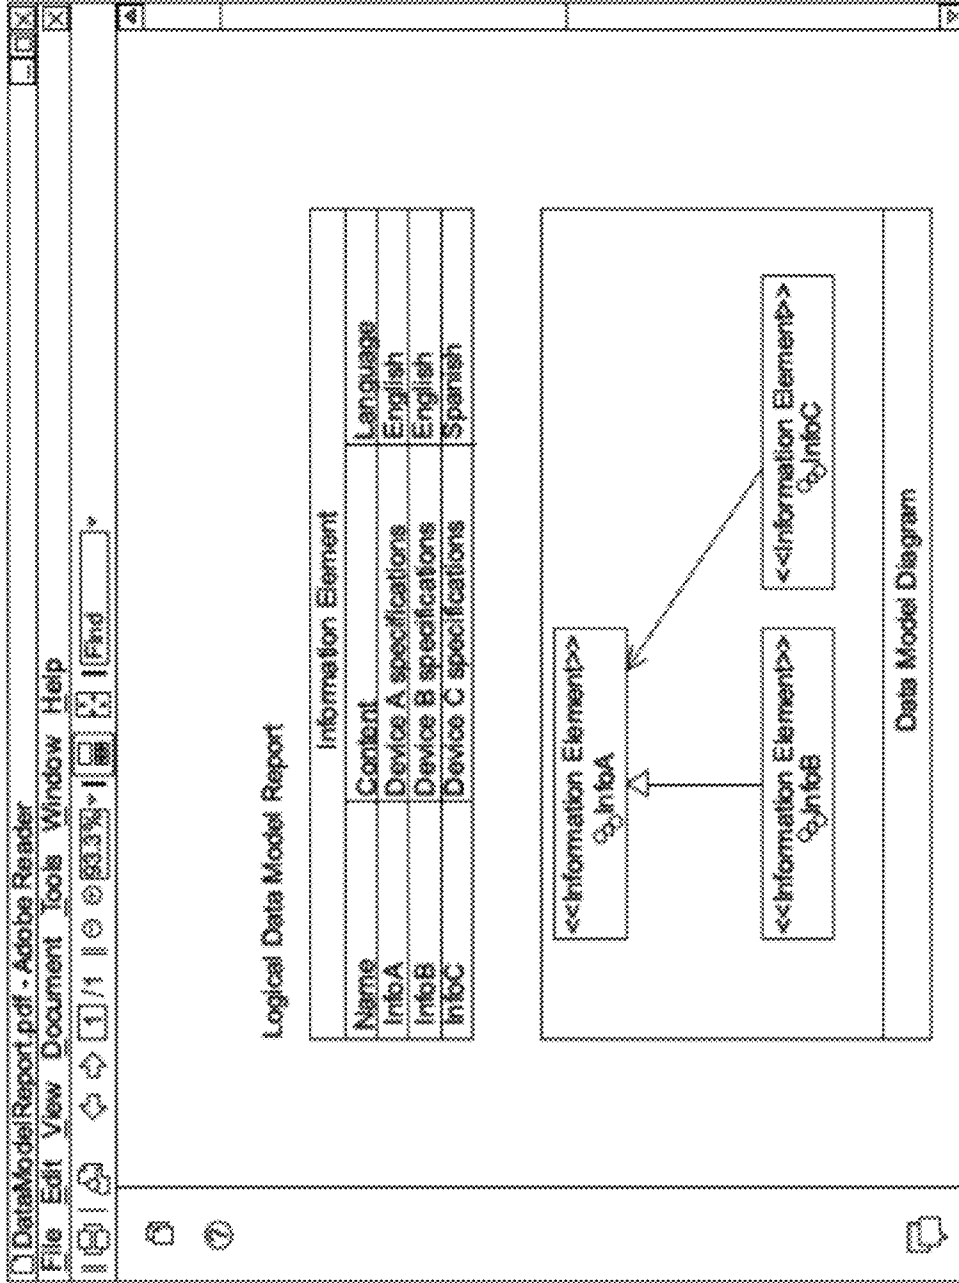 DataModelReport.pdf - Adobe Reader
File Edit View Document Tools Window Help
1 / 1 93.3% Find
Logical Data Model Report
Information Element
Name Content Language
InfoA Device A specifications English
InfoB Device B specifications English
InfoC Device C specifications Spanish
<<Information Element>>
InfoA
<<Information Element>>
InfoB
<<Information Element>>
InfoC
Data Model Diagram